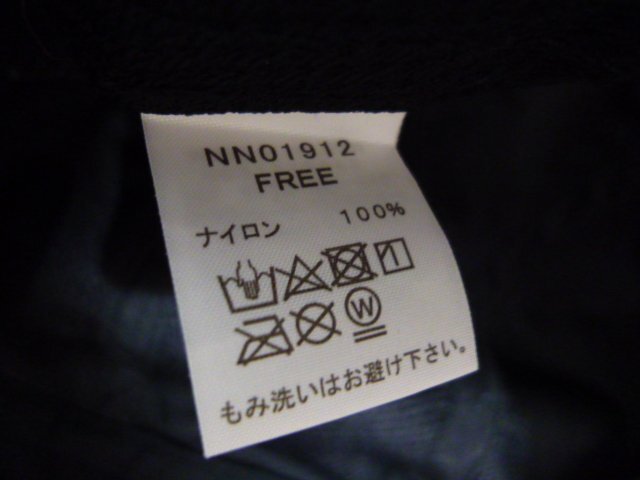 NN01912
FREE
ナイロン 100%
W
もみ洗いはお避け下さい。